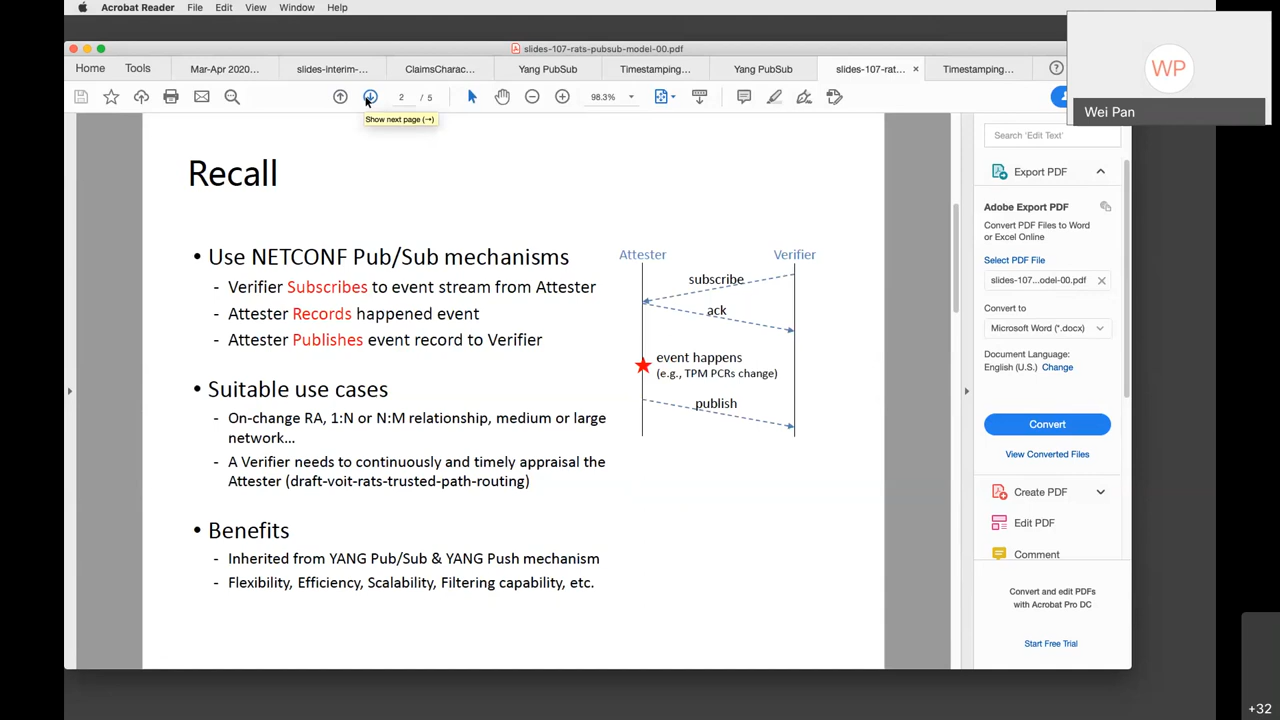 Acrobat Reader File Edit View Window Help
slides-107-rats-pubsub-model-00.pdf
Home Tools Mar-Apr 2020... slides-interim-... ClaimsCharac... Yang PubSub Timestamping... Yang PubSub slides-107-rat... × Timestamping...
2 / 5 98.3%
Show next page (→)
WP
Wei Pan
Recall
• Use NETCONF Pub/Sub mechanisms
- Verifier Subscribes to event stream from Attester
- Attester Records happened event
- Attester Publishes event record to Verifier
• Suitable use cases
- On-change RA, 1:N or N:M relationship, medium or large
network…
- A Verifier needs to continuously and timely appraisal the
Attester (draft-voit-rats-trusted-path-routing)
• Benefits
- Inherited from YANG Pub/Sub & YANG Push mechanism
- Flexibility, Efficiency, Scalability, Filtering capability, etc.
Attester Verifier
subscribe
ack
event happens
(e.g., TPM PCRs change)
publish
Search 'Edit Text'
Export PDF
Adobe Export PDF
Convert PDF Files to Word
or Excel Online
Select PDF File
slides-107...odel-00.pdf
Convert to
Microsoft Word (*.docx)
Document Language:
English (U.S.) Change
Convert
View Converted Files
Create PDF
Edit PDF
Comment
Convert and edit PDFs
with Acrobat Pro DC
Start Free Trial
+32